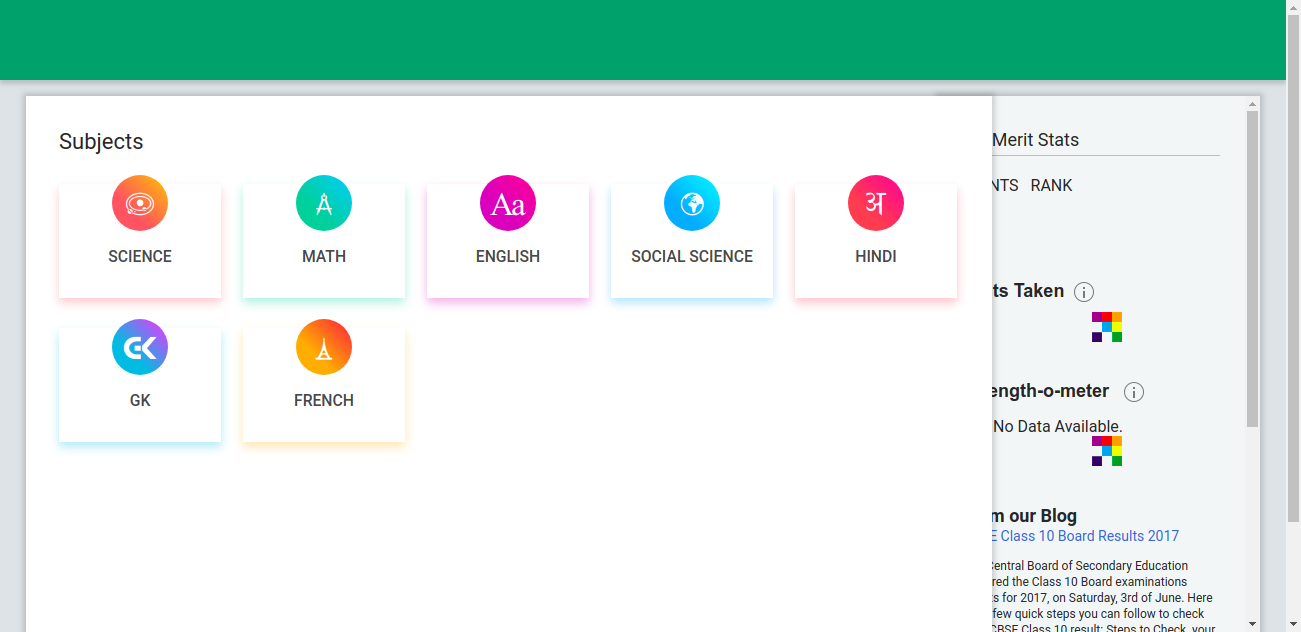 Subjects
Merit Stats
NTS RANK
Aa
अ
SCIENCE
MATH
ENGLISH
SOCIAL SCIENCE
HINDI
ts Taken
GK
GK
FRENCH
ength-o-meter
No Data Available.
m our Blog
E Class 10 Board Results 2017
Central Board of Secondary Education
red the Class 10 Board examinations
s for 2017, on Saturday, 3rd of June. Here
few quick steps you can follow to check
CBSE Class 10 result: Steps to Check your